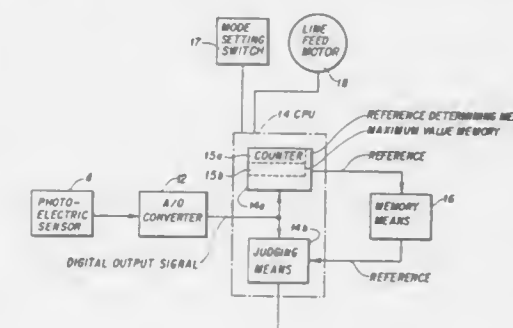 MODE
SETTING
SWITCH
17
LINE
FEED
MOTOR
18
14 CPU
REFERENCE DETERMINING ME
MAXIMUM VALUE MEMORY
15a
COUNTER
15b
REFERENCE
12
PHOTO-
ELECTRIC
SENSOR
A/D
CONVERTER
14a
MEMORY
MEANS
16
14b
DIGITAL OUTPUT SIGNAL
JUDGING
MEANS
REFERENCE